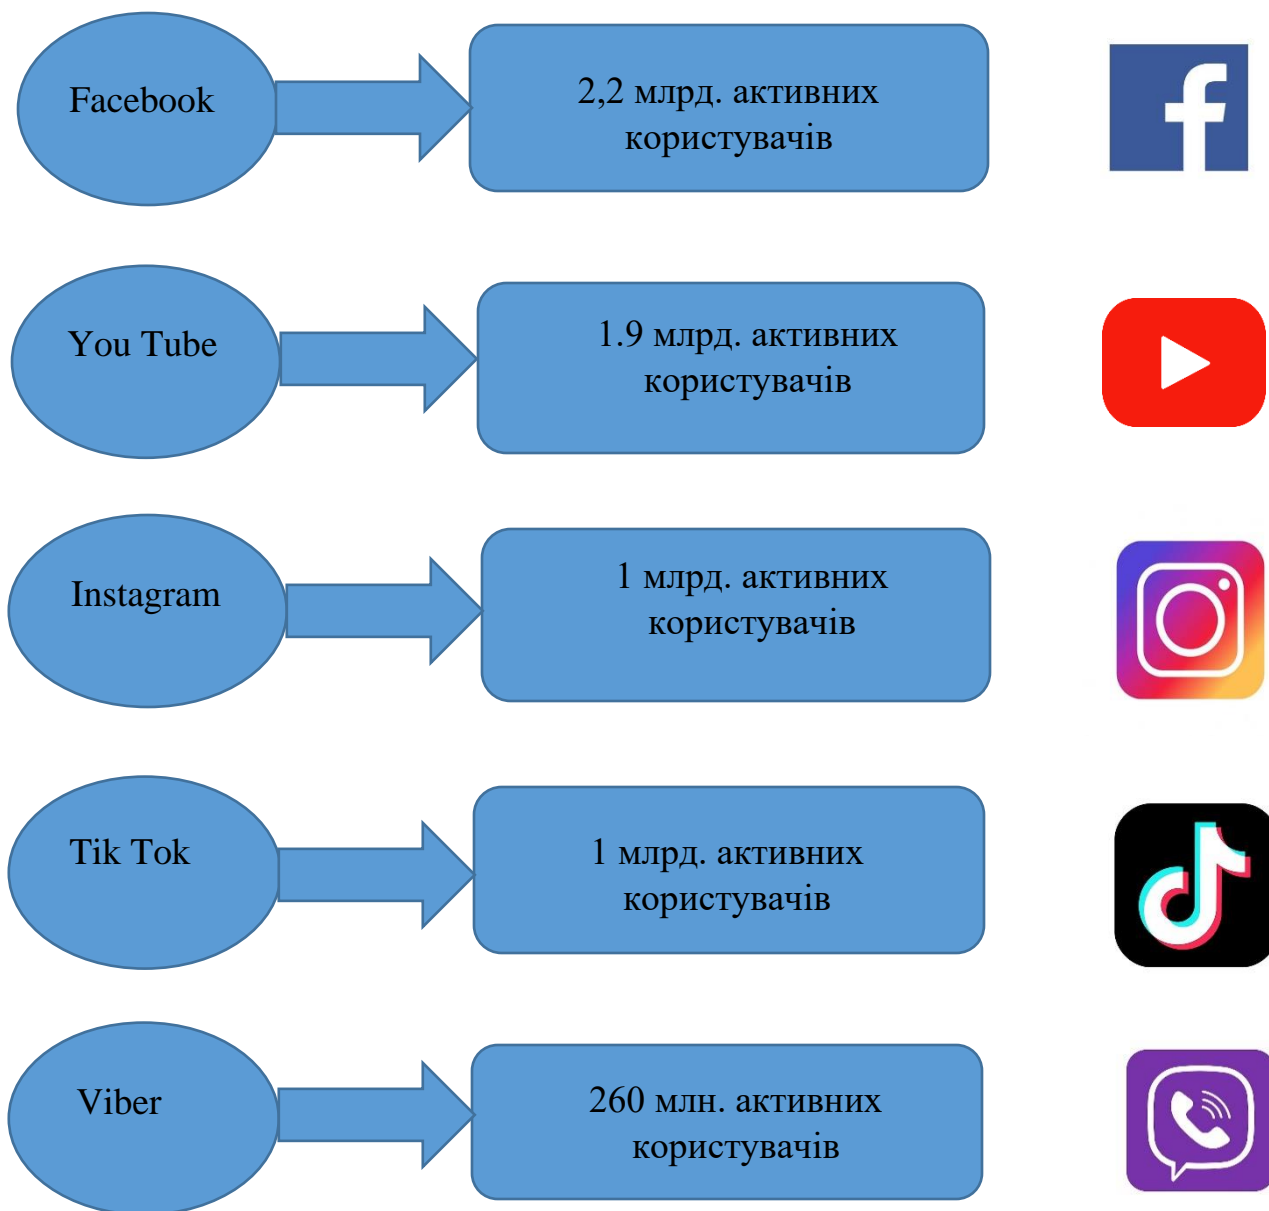 Facebook
2,2 млрд. активних
користувачів
You Tube
1.9 млрд. активних
користувачів
Instagram
1 млрд. активних
користувачів
Tik Tok
1 млрд. активних
користувачів
Viber
260 млн. активних
користувачів